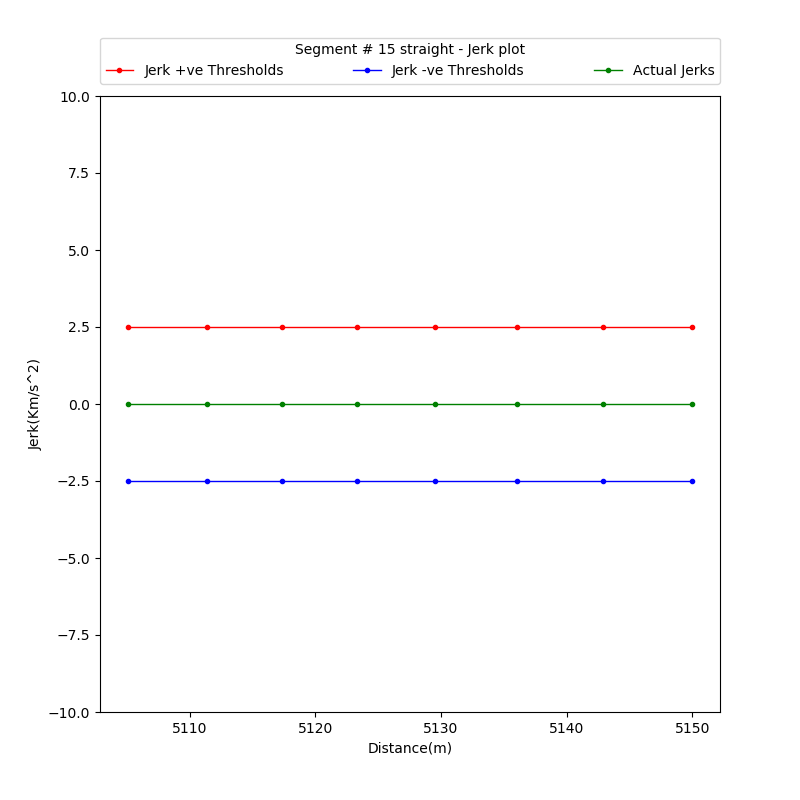 Segment # 15 straight - Jerk plot
Jerk +ve Thresholds Jerk -ve Thresholds Actual Jerks
10.0
7.5
5.0
2.5
0.0
−2.5
−5.0
−7.5
−10.0
Jerk(Km/s^2)
5110 5120 5130 5140 5150
Distance(m)